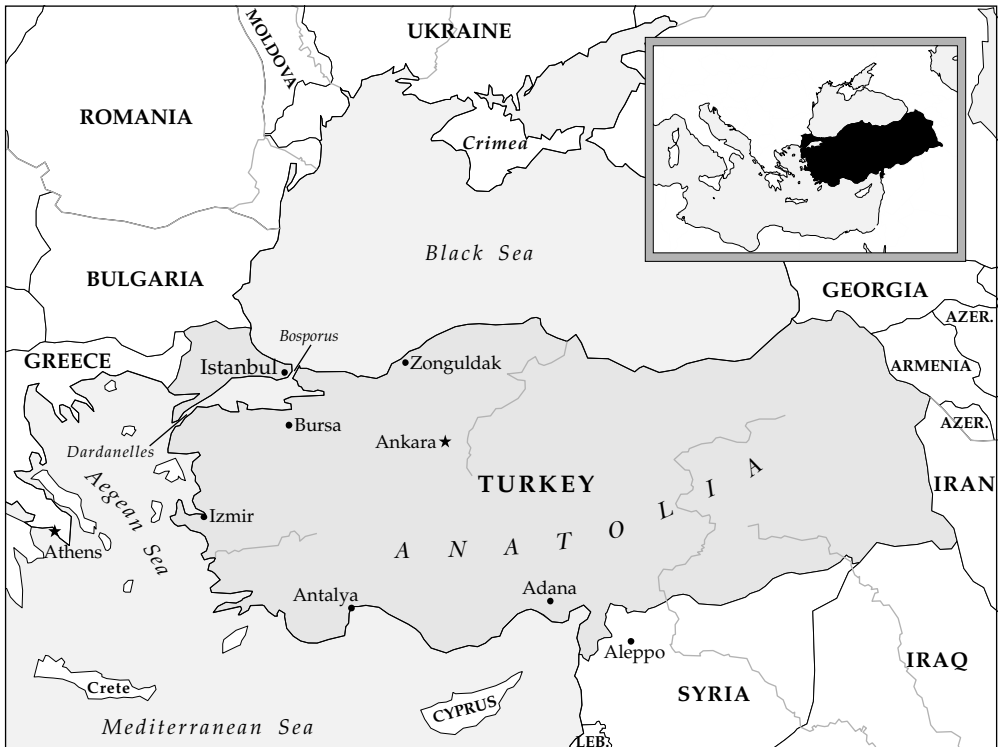 UKRAINE
MOLDOVA
ROMANIA
Crimea
Black Sea
BULGARIA
GEORGIA
AZER.
Bosporus
GREECE
Istanbul
Zonguldak
ARMENIA
Bursa
AZER.
Ankara
Dardanelles
TURKEY
IRAN
Aegean Sea
Izmir
ANATOLIA
Athens
Antalya
Adana
Aleppo
IRAQ
Crete
SYRIA
CYPRUS
Mediterranean Sea
LEB.